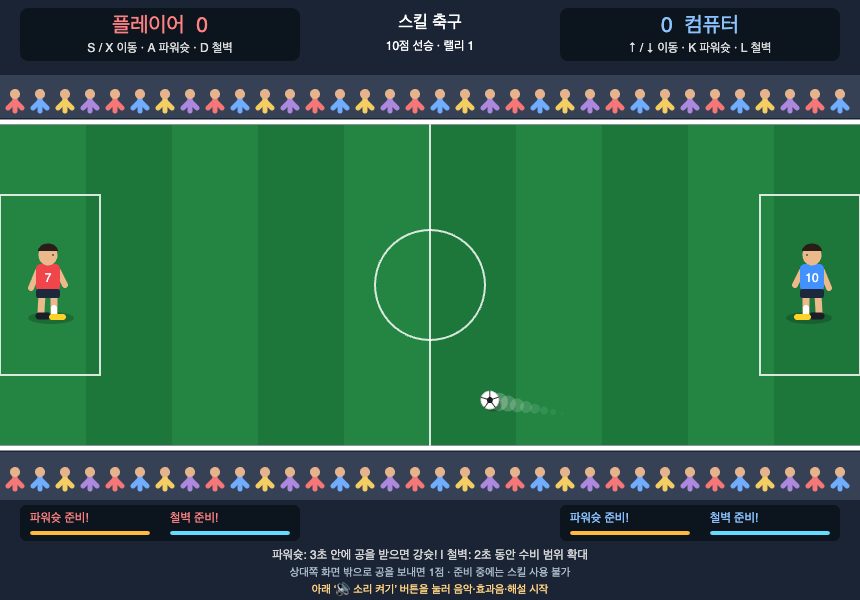 플레이어 0
S / X 이동 · A 파워슛 · D 철벽
스킬 축구
10점 선승 · 랠리 1
0 컴퓨터
↑ / ↓ 이동 · K 파워슛 · L 철벽
7
10
파워슛 준비!
철벽 준비!
파워슛 준비!
철벽 준비!
파워슛: 3초 안에 공을 받으면 강슛! | 철벽: 2초 동안 수비 범위 확대
상대쪽 화면 밖으로 공을 보내면 1점 · 준비 중에는 스킬 사용 불가
아래 ‘🔊 소리 켜기’ 버튼을 눌러 음악·효과음·해설 시작